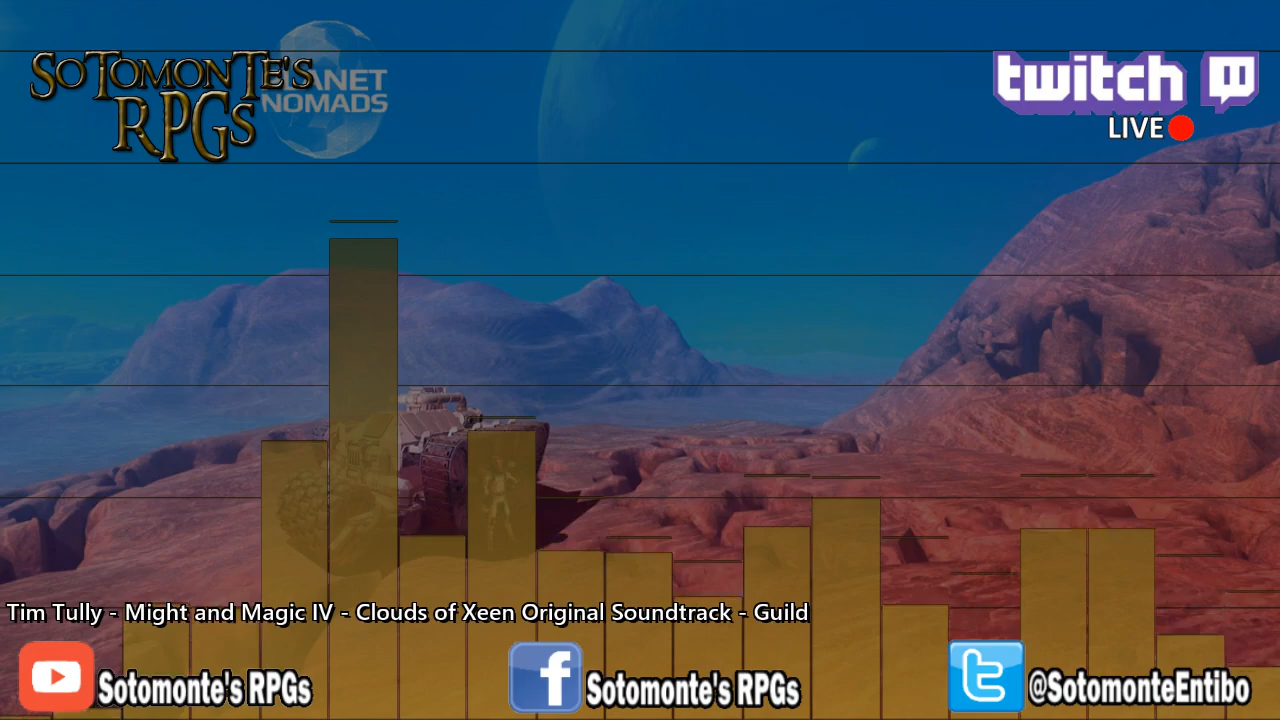 SOTOMONTE'S
RPGS
PLANET
NOMADS
twitch
LIVE
Tim Tully - Might and Magic IV - Clouds of Xeen Original Soundtrack - Guild
Sotomonte's RPGs
Sotomonte's RPGs
@SotomonteEntibo